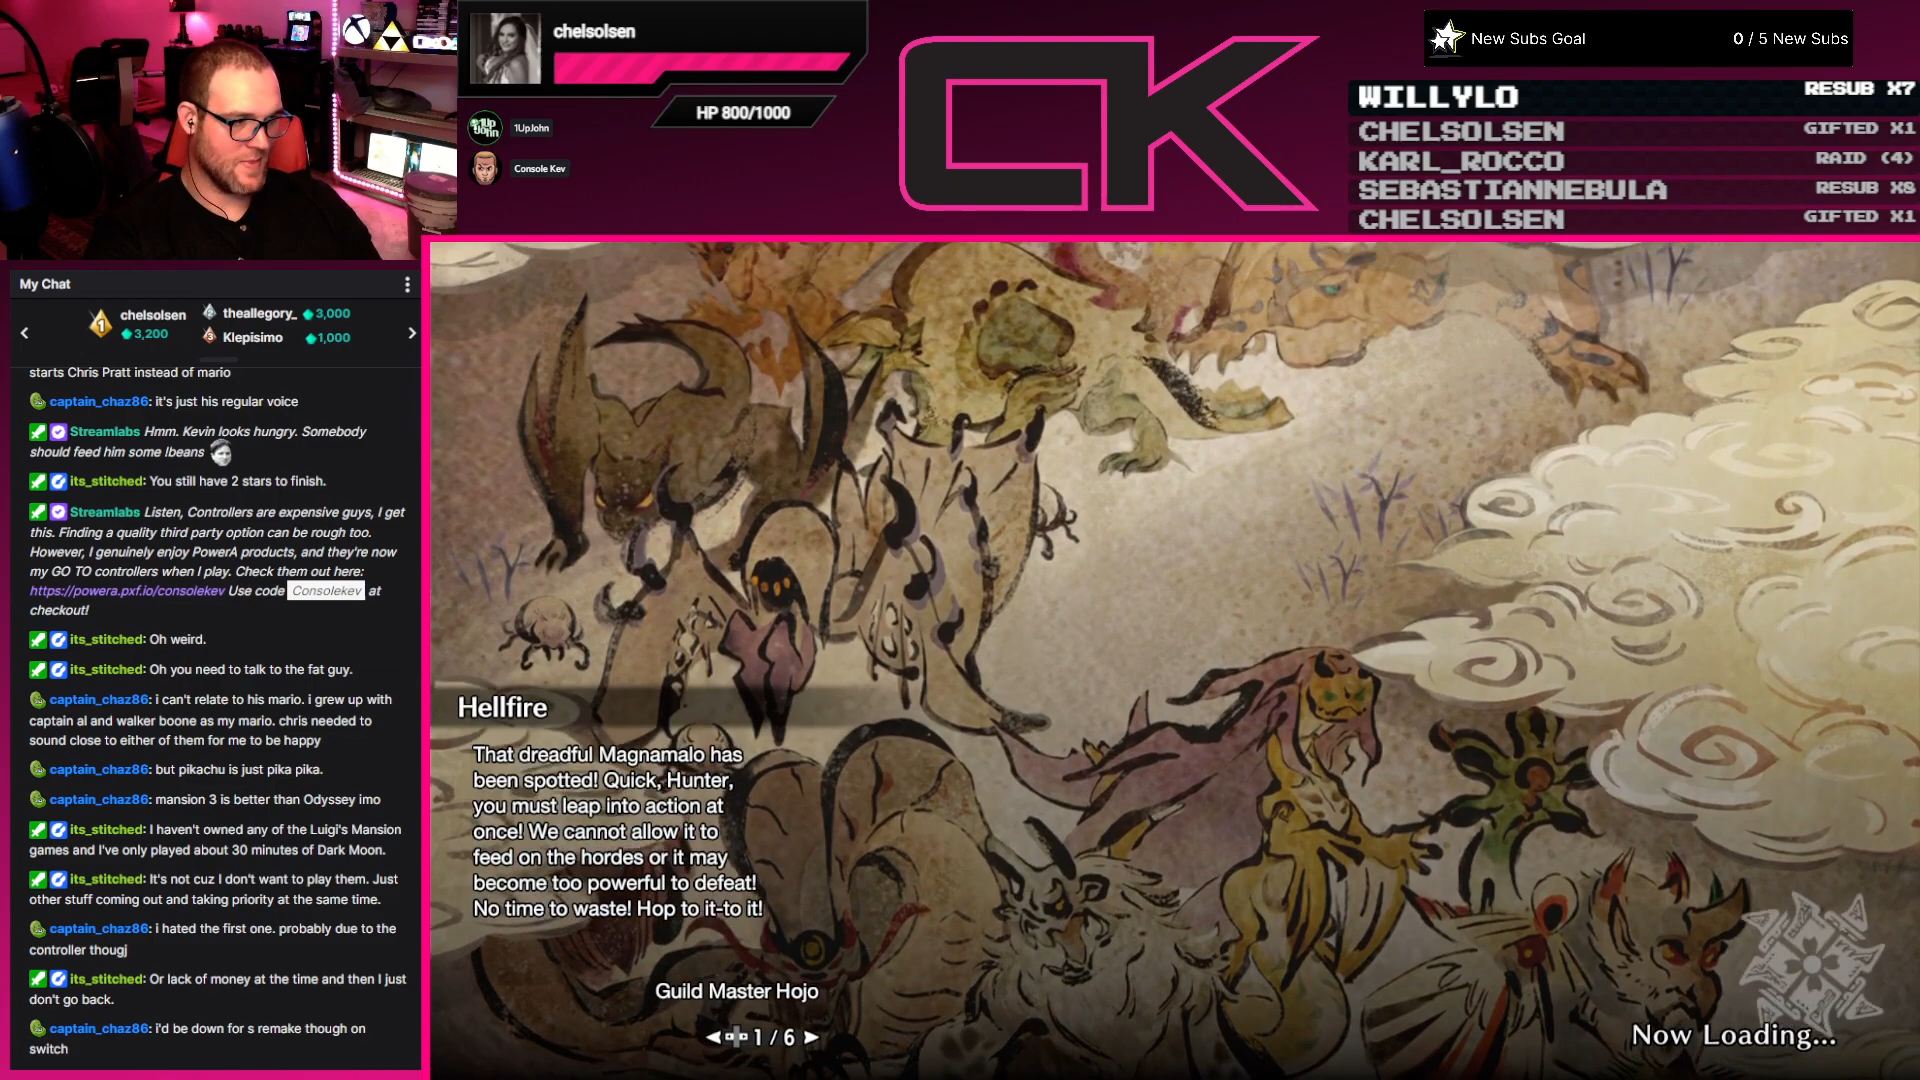 chelsolsen
HP 800/1000
1UpJohn
Console Kev
CK
New Subs Goal 0 / 5 New Subs
WILLYLO RESUB X7
CHELSOLSEN GIFTED X1
KARL_ROCCO RAID (4)
SEBASTIANNEBULA RESUB X8
CHELSOLSEN GIFTED X1
My Chat
1 chelsolsen 3,200
2 theallegory_ 3,000
3 Klepisimo 1,000
starts Chris Pratt instead of mario
captain_chaz86: it's just his regular voice
Streamlabs Hmm. Kevin looks hungry. Somebody
should feed him some !beans
its_stitched: You still have 2 stars to finish.
Streamlabs Listen, Controllers are expensive guys, I get
this. Finding a quality third party option can be rough too.
However, I genuinely enjoy PowerA products, and they're now
my GO TO controllers when I play. Check them out here:
https://powera.pxf.io/consolekev Use code Consolekev at
checkout!
its_stitched: Oh weird.
its_stitched: Oh you need to talk to the fat guy.
captain_chaz86: i can't relate to his mario. i grew up with
captain al and walker boone as my mario. chris needed to
sound close to either of them for me to be happy
captain_chaz86: but pikachu is just pika pika.
captain_chaz86: mansion 3 is better than Odyssey imo
its_stitched: I haven't owned any of the Luigi's Mansion
games and I've only played about 30 minutes of Dark Moon.
its_stitched: It's not cuz I don't want to play them. Just
other stuff coming out and taking priority at the same time.
captain_chaz86: i hated the first one. probably due to the
controller thougj
its_stitched: Or lack of money at the time and then I just
don't go back.
captain_chaz86: i'd be down for s remake though on
switch
Hellfire
That dreadful Magnamalo has
been spotted! Quick, Hunter,
you must leap into action at
once! We cannot allow it to
feed on the hordes or it may
become too powerful to defeat!
No time to waste! Hop to it-to it!
Guild Master Hojo
1 / 6
Now Loading...